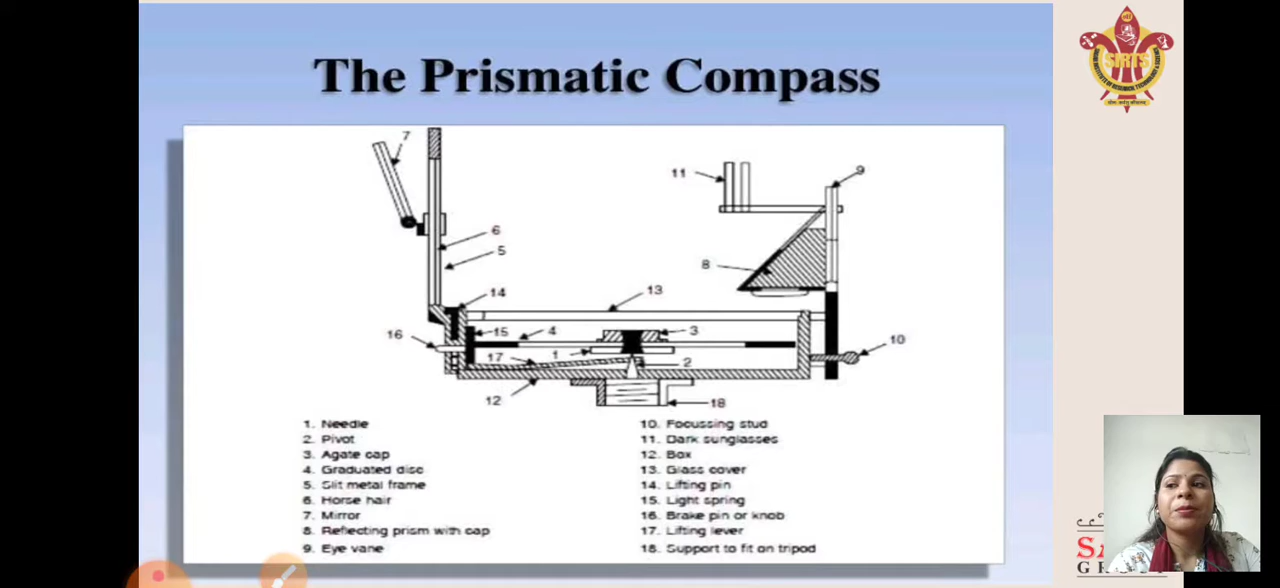 The Prismatic Compass
SIRTS
7
6
5
14
16
15
4
17
1
12
13
3
2
18
11
9
8
10
1. Needle
2. Pivot
3. Agate cap
4. Graduated disc
5. Slit metal frame
6. Horse hair
7. Mirror
8. Reflecting prism with cap
9. Eye vane
10. Focussing stud
11. Dark sunglasses
12. Box
13. Glass cover
14. Lifting pin
15. Light spring
16. Brake pin or knob
17. Lifting lever
18. Support to fit on tripod